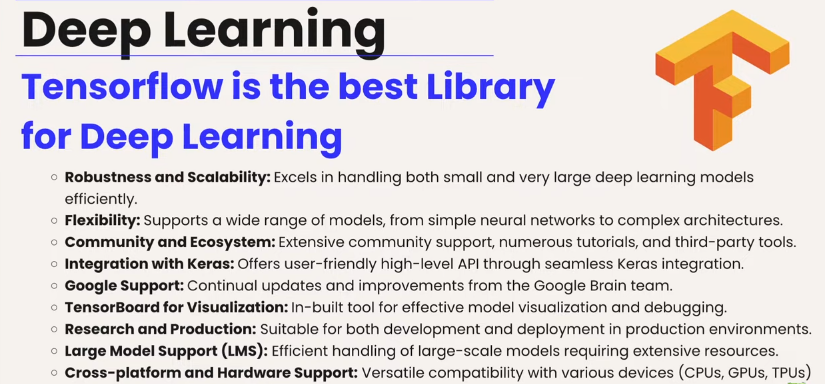 Deep Learning
Tensorflow is the best Library
for Deep Learning
Robustness and Scalability: Excels in handling both small and very large deep learning models
efficiently.
Flexibility: Supports a wide range of models, from simple neural networks to complex architectures.
Community and Ecosystem: Extensive community support, numerous tutorials, and third-party tools.
Integration with Keras: Offers user-friendly high-level API through seamless Keras integration.
Google Support: Continual updates and improvements from the Google Brain team.
TensorBoard for Visualization: In-built tool for effective model visualization and debugging.
Research and Production: Suitable for both development and deployment in production environments.
Large Model Support (LMS): Efficient handling of large-scale models requiring extensive resources.
Cross-platform and Hardware Support: Versatile compatibility with various devices (CPUs, GPUs, TPUs)